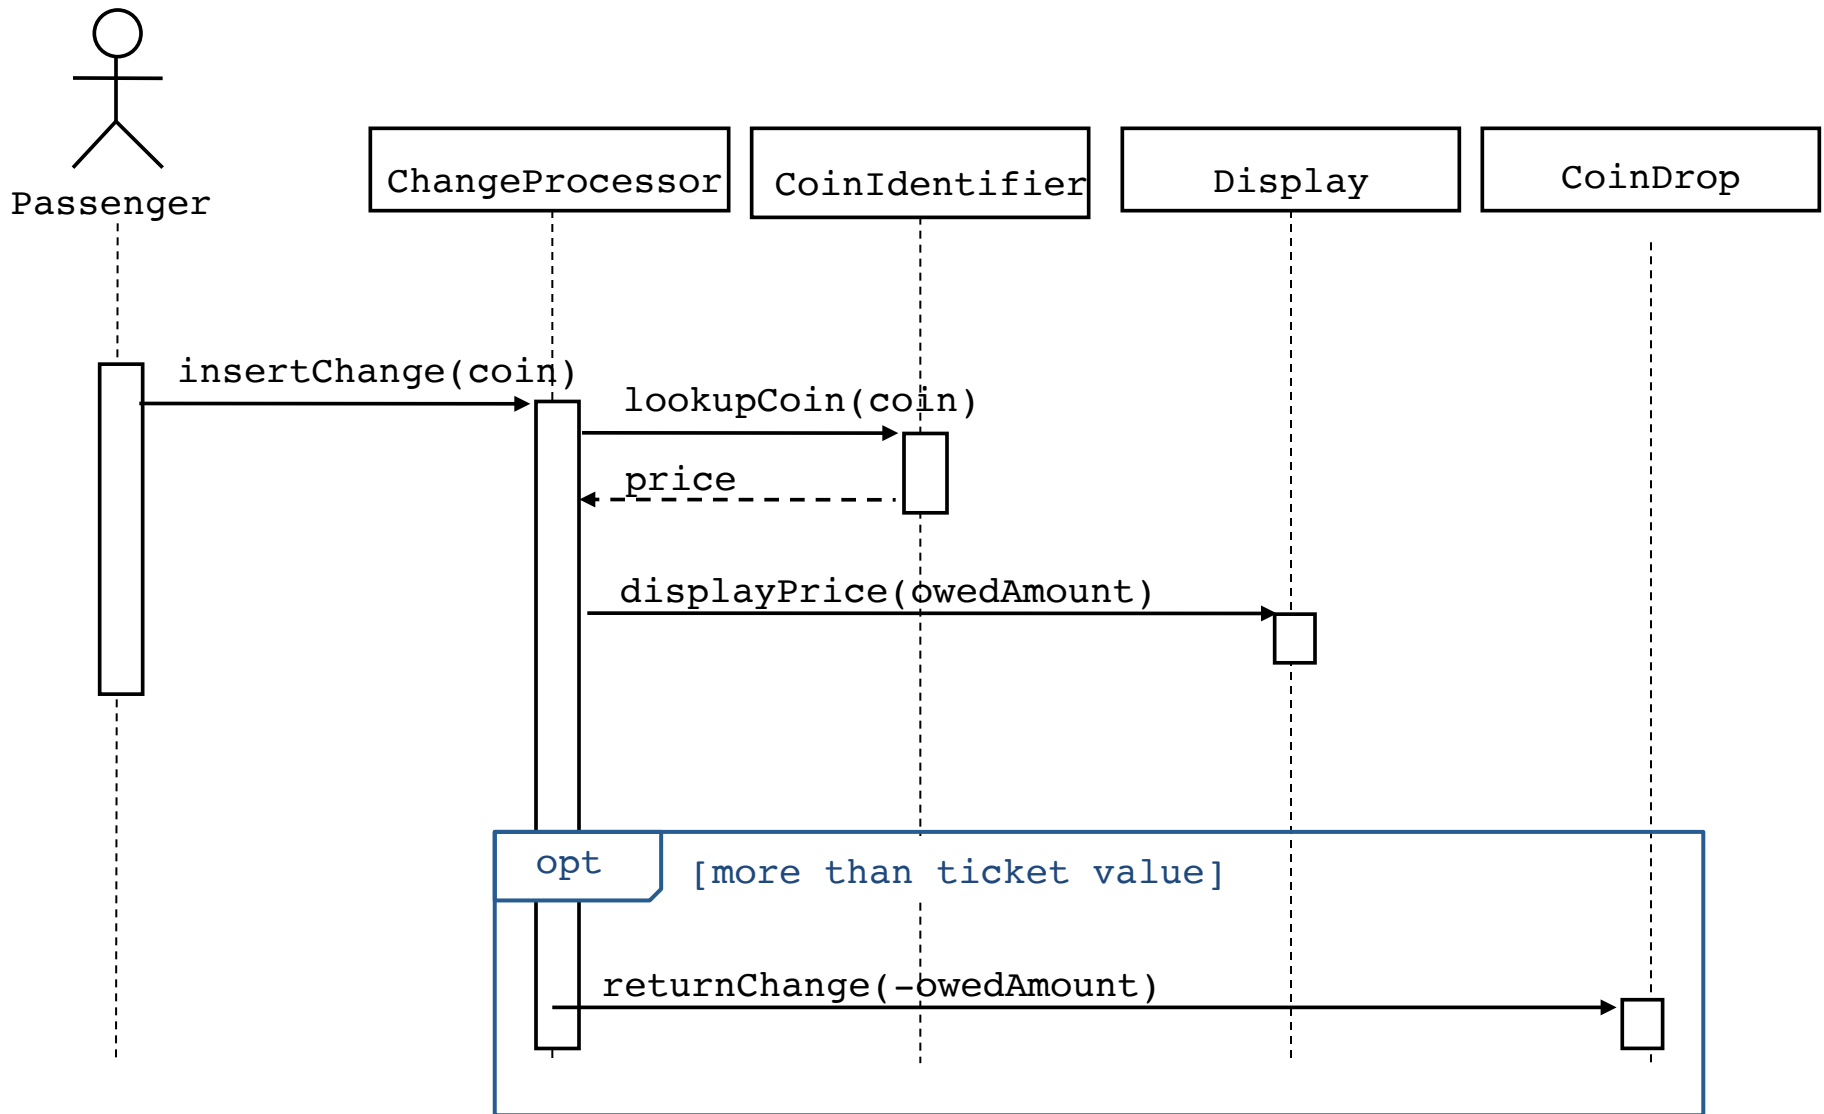 Passenger
ChangeProcessor
CoinIdentifier
Display
CoinDrop
insertChange(coin)
lookupCoin(coin)
price
displayPrice(owedAmount)
opt
[more than ticket value]
returnChange(-owedAmount)